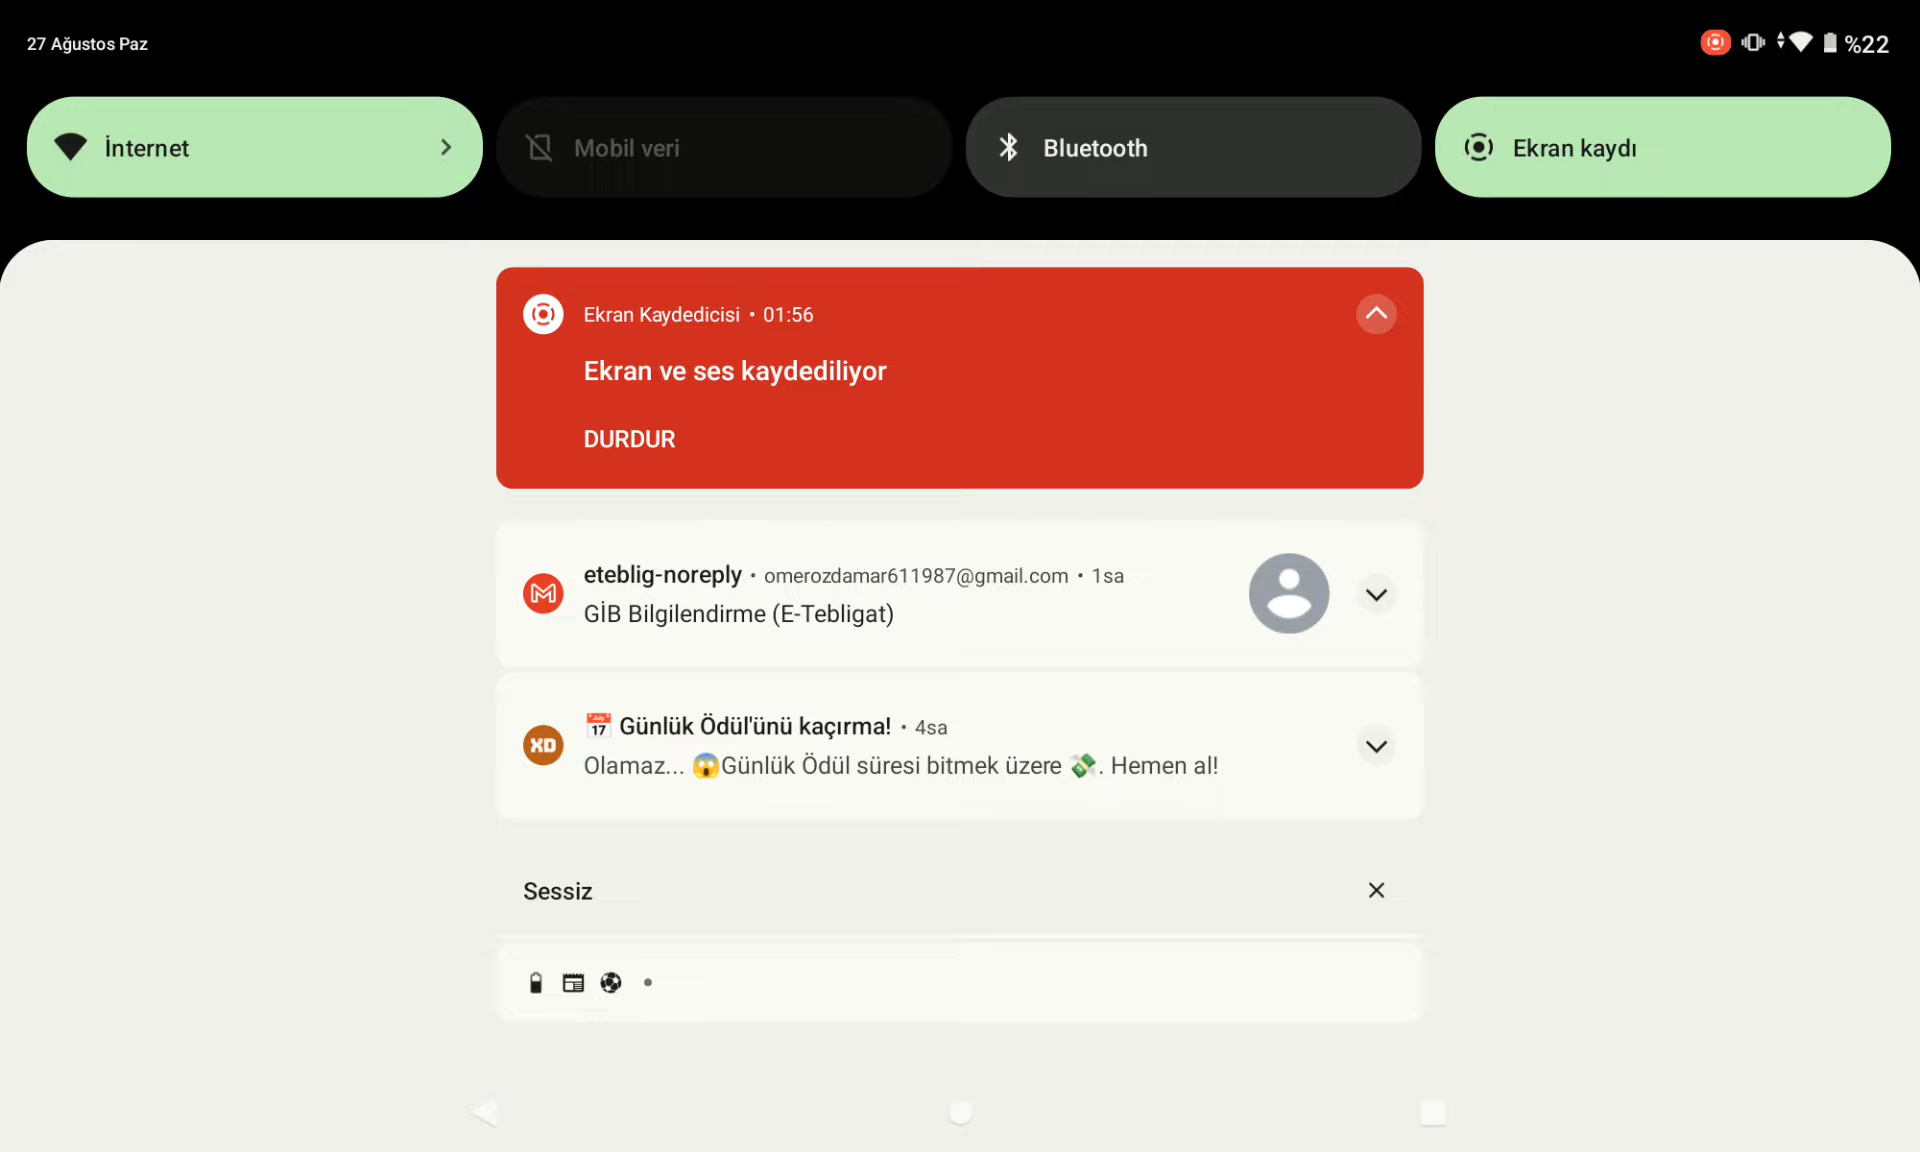 27 Ağustos Paz
%22
İnternet
Mobil veri
Bluetooth
Ekran kaydı
Ekran Kaydedicisi • 01:56
Ekran ve ses kaydediliyor
DURDUR
eteblig-noreply • omerozdamar611987@gmail.com • 1sa
GİB Bilgilendirme (E-Tebligat)
XD
📅 Günlük Ödül'ünü kaçırma! • 4sa
Olamaz... 😱Günlük Ödül süresi bitmek üzere 💸. Hemen al!
Sessiz